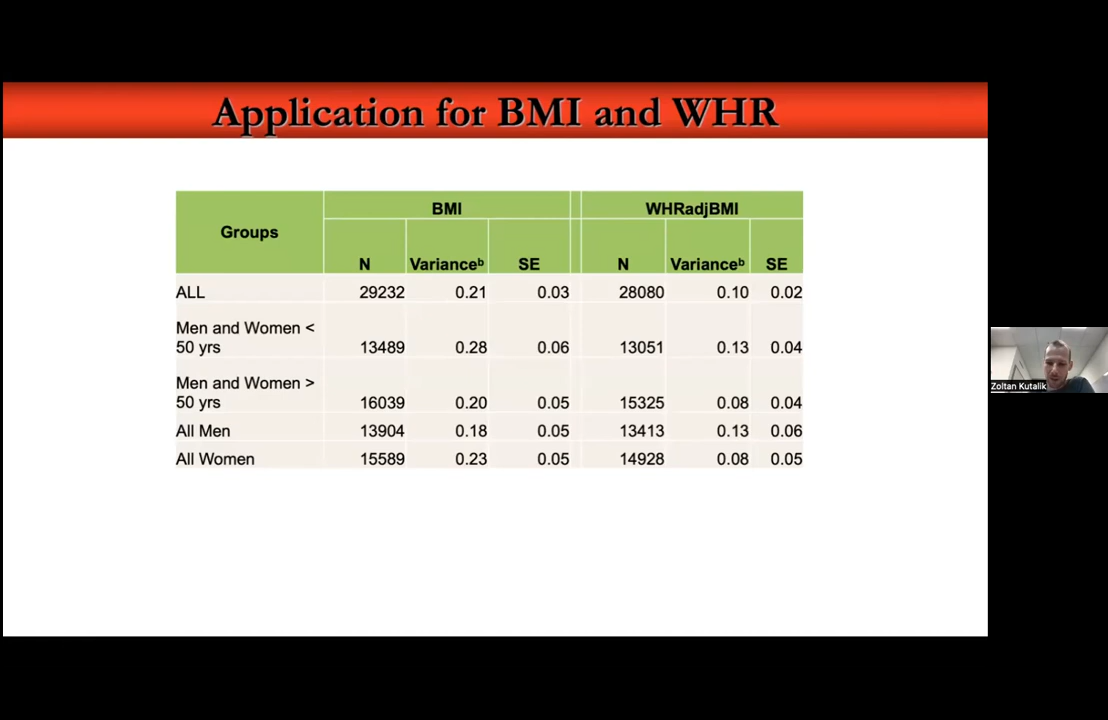 Application for BMI and WHR
Groups BMI WHRadjBMI
N Varianceᵇ SE N Varianceᵇ SE
ALL 29232 0.21 0.03 28080 0.10 0.02
Men and Women <
50 yrs 13489 0.28 0.06 13051 0.13 0.04
Men and Women >
50 yrs 16039 0.20 0.05 15325 0.08 0.04
All Men 13904 0.18 0.05 13413 0.13 0.06
All Women 15589 0.23 0.05 14928 0.08 0.05
Zoltan Kutalik